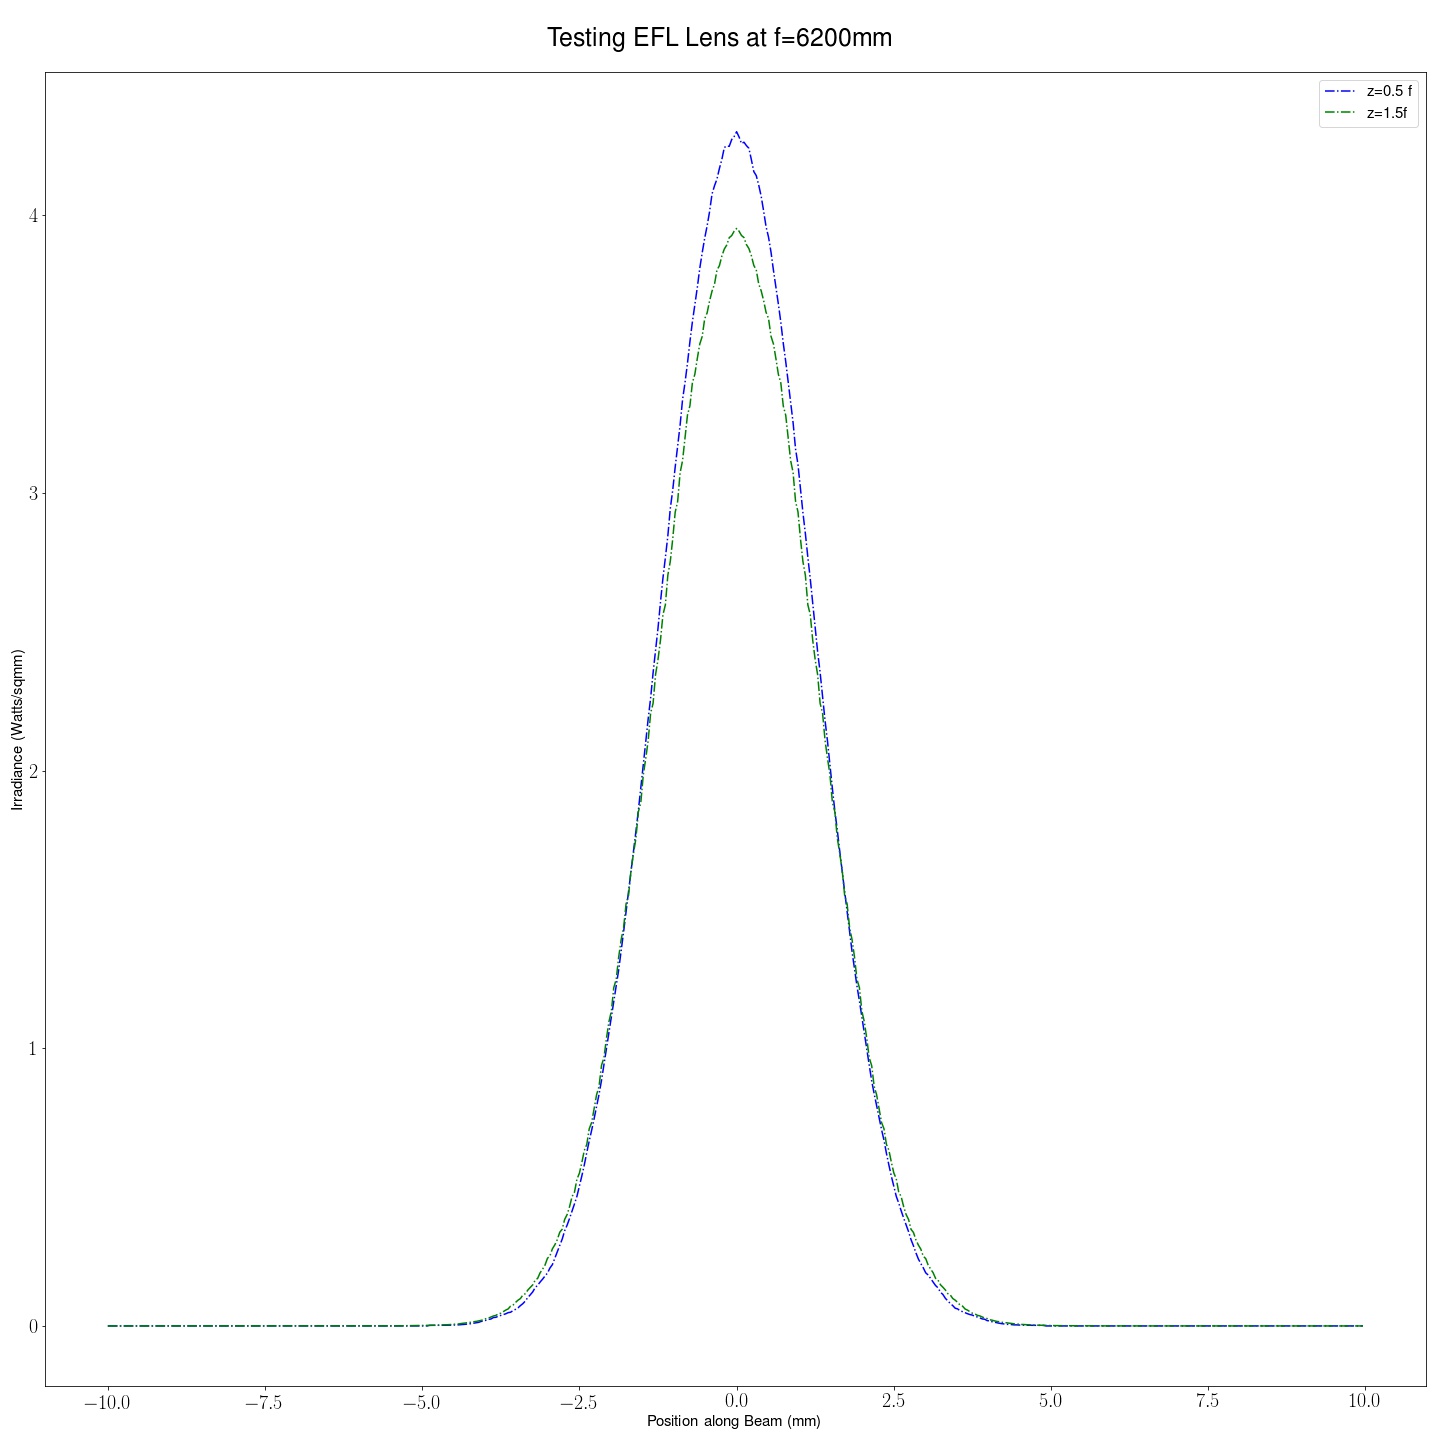 Testing EFL Lens at f=6200mm
z=0.5 f
z=1.5f
4
3
2
1
0
Irradiance (Watts/sqmm)
−10.0 −7.5 −5.0 −2.5 0.0 2.5 5.0 7.5 10.0
Position along Beam (mm)